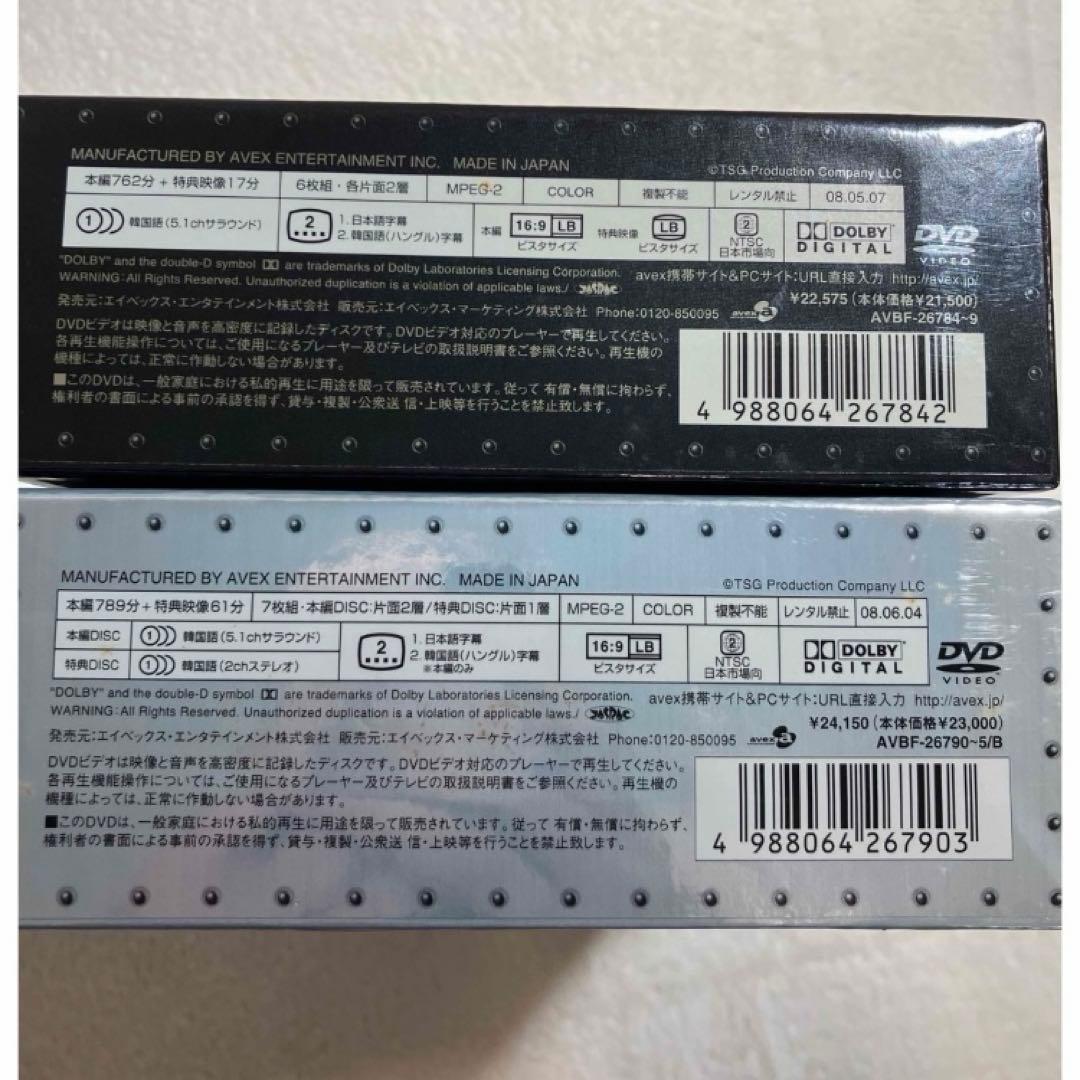 MANUFACTURED BY AVEX ENTERTAINMENT INC. MADE IN JAPAN
©TSG Production Company LLC
本編762分+特典映像17分 6枚組・各片面2層 MPEG-2 COLOR 複製不能 レンタル禁止 08.05.07
1 韓国語(5.1chサラウンド) 2 1. 日本語字幕
2. 韓国語(ハングル)字幕
本編 16:9 LB ビスタサイズ 特典映像 LB ビスタサイズ 2 NTSC 日本市場向 DOLBY DIGITAL DVD VIDEO
"DOLBY" and the double-D symbol are trademarks of Dolby Laboratories Licensing Corporation. avex携帯サイト&PCサイト:URL直接入力 http://avex.jp/
WARNING:All Rights Reserved. Unauthorized duplication is a violation of applicable laws./ JASRAC
¥22,575(本体価格¥21,500)
発売元:エイベックス・エンタテインメント株式会社 販売元:エイベックス・マーケティング株式会社 Phone:0120-850095 avex
AVBF-26784~9
DVDビデオは映像と音声を高密度に記録したディスクです。DVDビデオ対応のプレーヤーで再生してください。
各再生機能操作については、ご使用になるプレーヤー及びテレビの取扱説明書をご参照ください。再生機の
機種によっては、正常に作動しない場合があります。
■このDVDは、一般家庭における私的再生に用途を限って販売されています。従って 有償・無償に拘わらず、
権利者の書面による事前の承認を得ず、貸与・複製・公衆送 信・上映等を行うことを禁止致します。
4 988064 267842
MANUFACTURED BY AVEX ENTERTAINMENT INC. MADE IN JAPAN
©TSG Production Company LLC
本編789分+特典映像61分 7枚組・本編DISC:片面2層/特典DISC:片面1層 MPEG-2 COLOR 複製不能 レンタル禁止 08.06.04
本編DISC 1 韓国語(5.1chサラウンド)
特典DISC 1 韓国語(2chステレオ)
2 1. 日本語字幕
2. 韓国語(ハングル)字幕
※本編のみ
16:9 LB ビスタサイズ 2 NTSC 日本市場向 DOLBY DIGITAL DVD VIDEO
"DOLBY" and the double-D symbol are trademarks of Dolby Laboratories Licensing Corporation. avex携帯サイト&PCサイト:URL直接入力 http://avex.jp/
WARNING:All Rights Reserved. Unauthorized duplication is a violation of applicable laws./ JASRAC
¥24,150(本体価格¥23,000)
発売元:エイベックス・エンタテインメント株式会社 販売元:エイベックス・マーケティング株式会社 Phone:0120-850095 avex
AVBF-26790~5/B
DVDビデオは映像と音声を高密度に記録したディスクです。DVDビデオ対応のプレーヤーで再生してください。
各再生機能操作については、ご使用になるプレーヤー及びテレビの取扱説明書をご参照ください。再生機の
機種によっては、正常に作動しない場合があります。
■このDVDは、一般家庭における私的再生に用途を限って販売されています。従って 有償・無償に拘わらず、
権利者の書面による事前の承認を得ず、貸与・複製・公衆送 信・上映等を行うことを禁止致します。
4 988064 267903